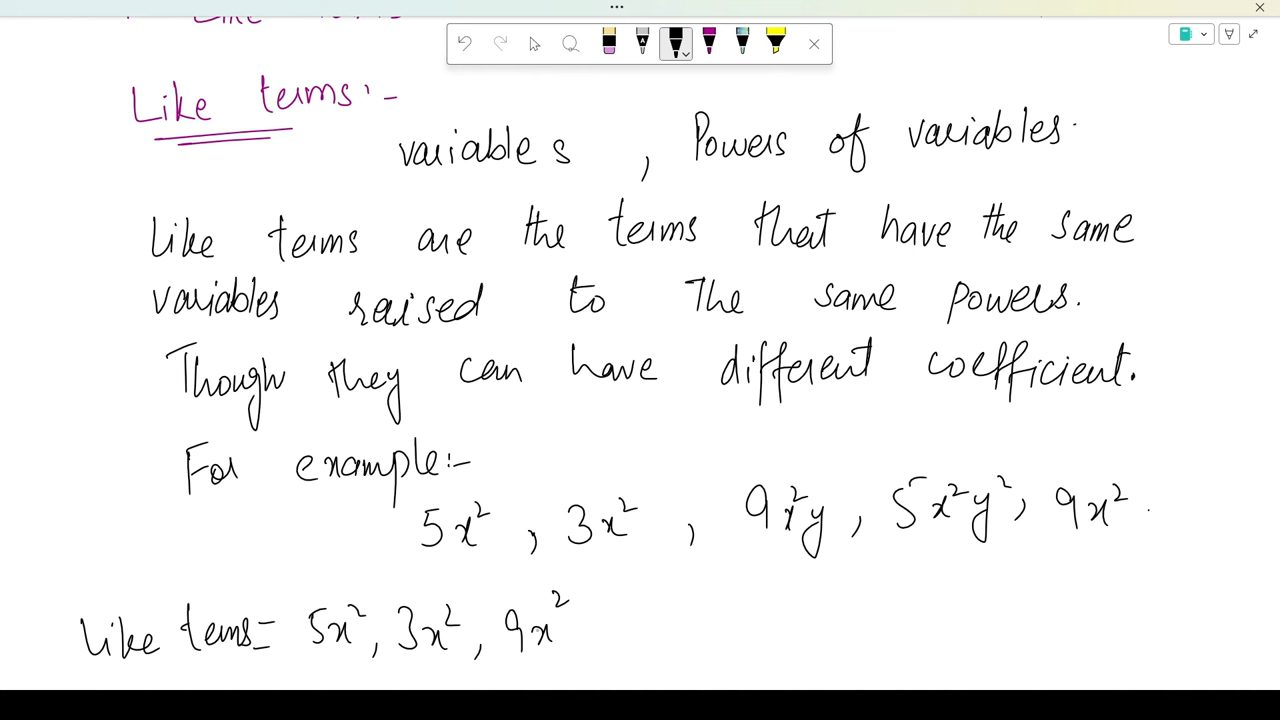 Like terms:-
variables , Powers of variables.
Like terms are the terms that have the same
variables raised to the same powers.
Though they can have different coefficient.
For example:-
5x², 3x², 9x²y, 5x²y², 9x².
Like tems= 5x², 3x², 9x²